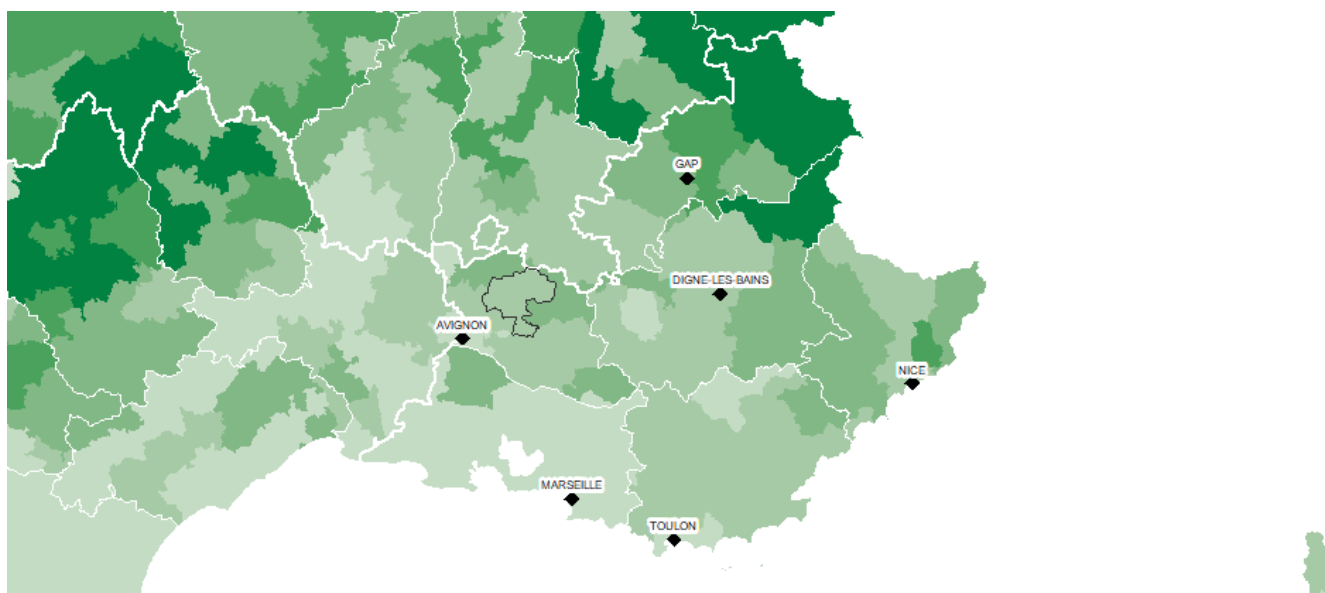 GAP
DIGNE-LES-BAINS
AVIGNON
NICE
MARSEILLE
TOULON